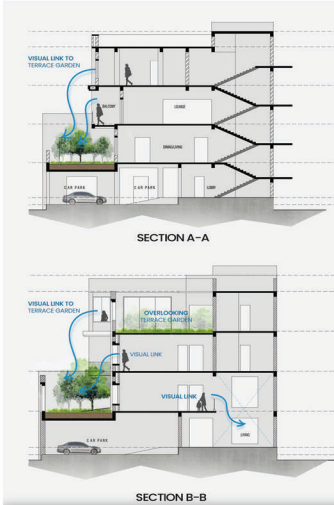 VISUAL LINK TO
TERRACE GARDEN
BALCONY
LOUNGE
DINING/LIVING
CAR PARK
CAR PARK
LOBBY
SECTION A-A
VISUAL LINK TO
TERRACE GARDEN
OVERLOOKING
TERRACE GARDEN
VISUAL LINK
VISUAL LINK
LIVING
CAR PARK
SECTION B-B